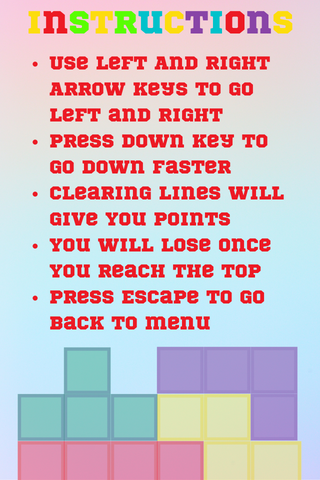 INSTRUCTIONS
• Use Left and Right
Arrow Keys to go
Left and Right
• Press Down Key to
go Down Faster
• Clearing Lines will
give you points
• You will lose once
you reach the top
• Press Escape to go
back to menu